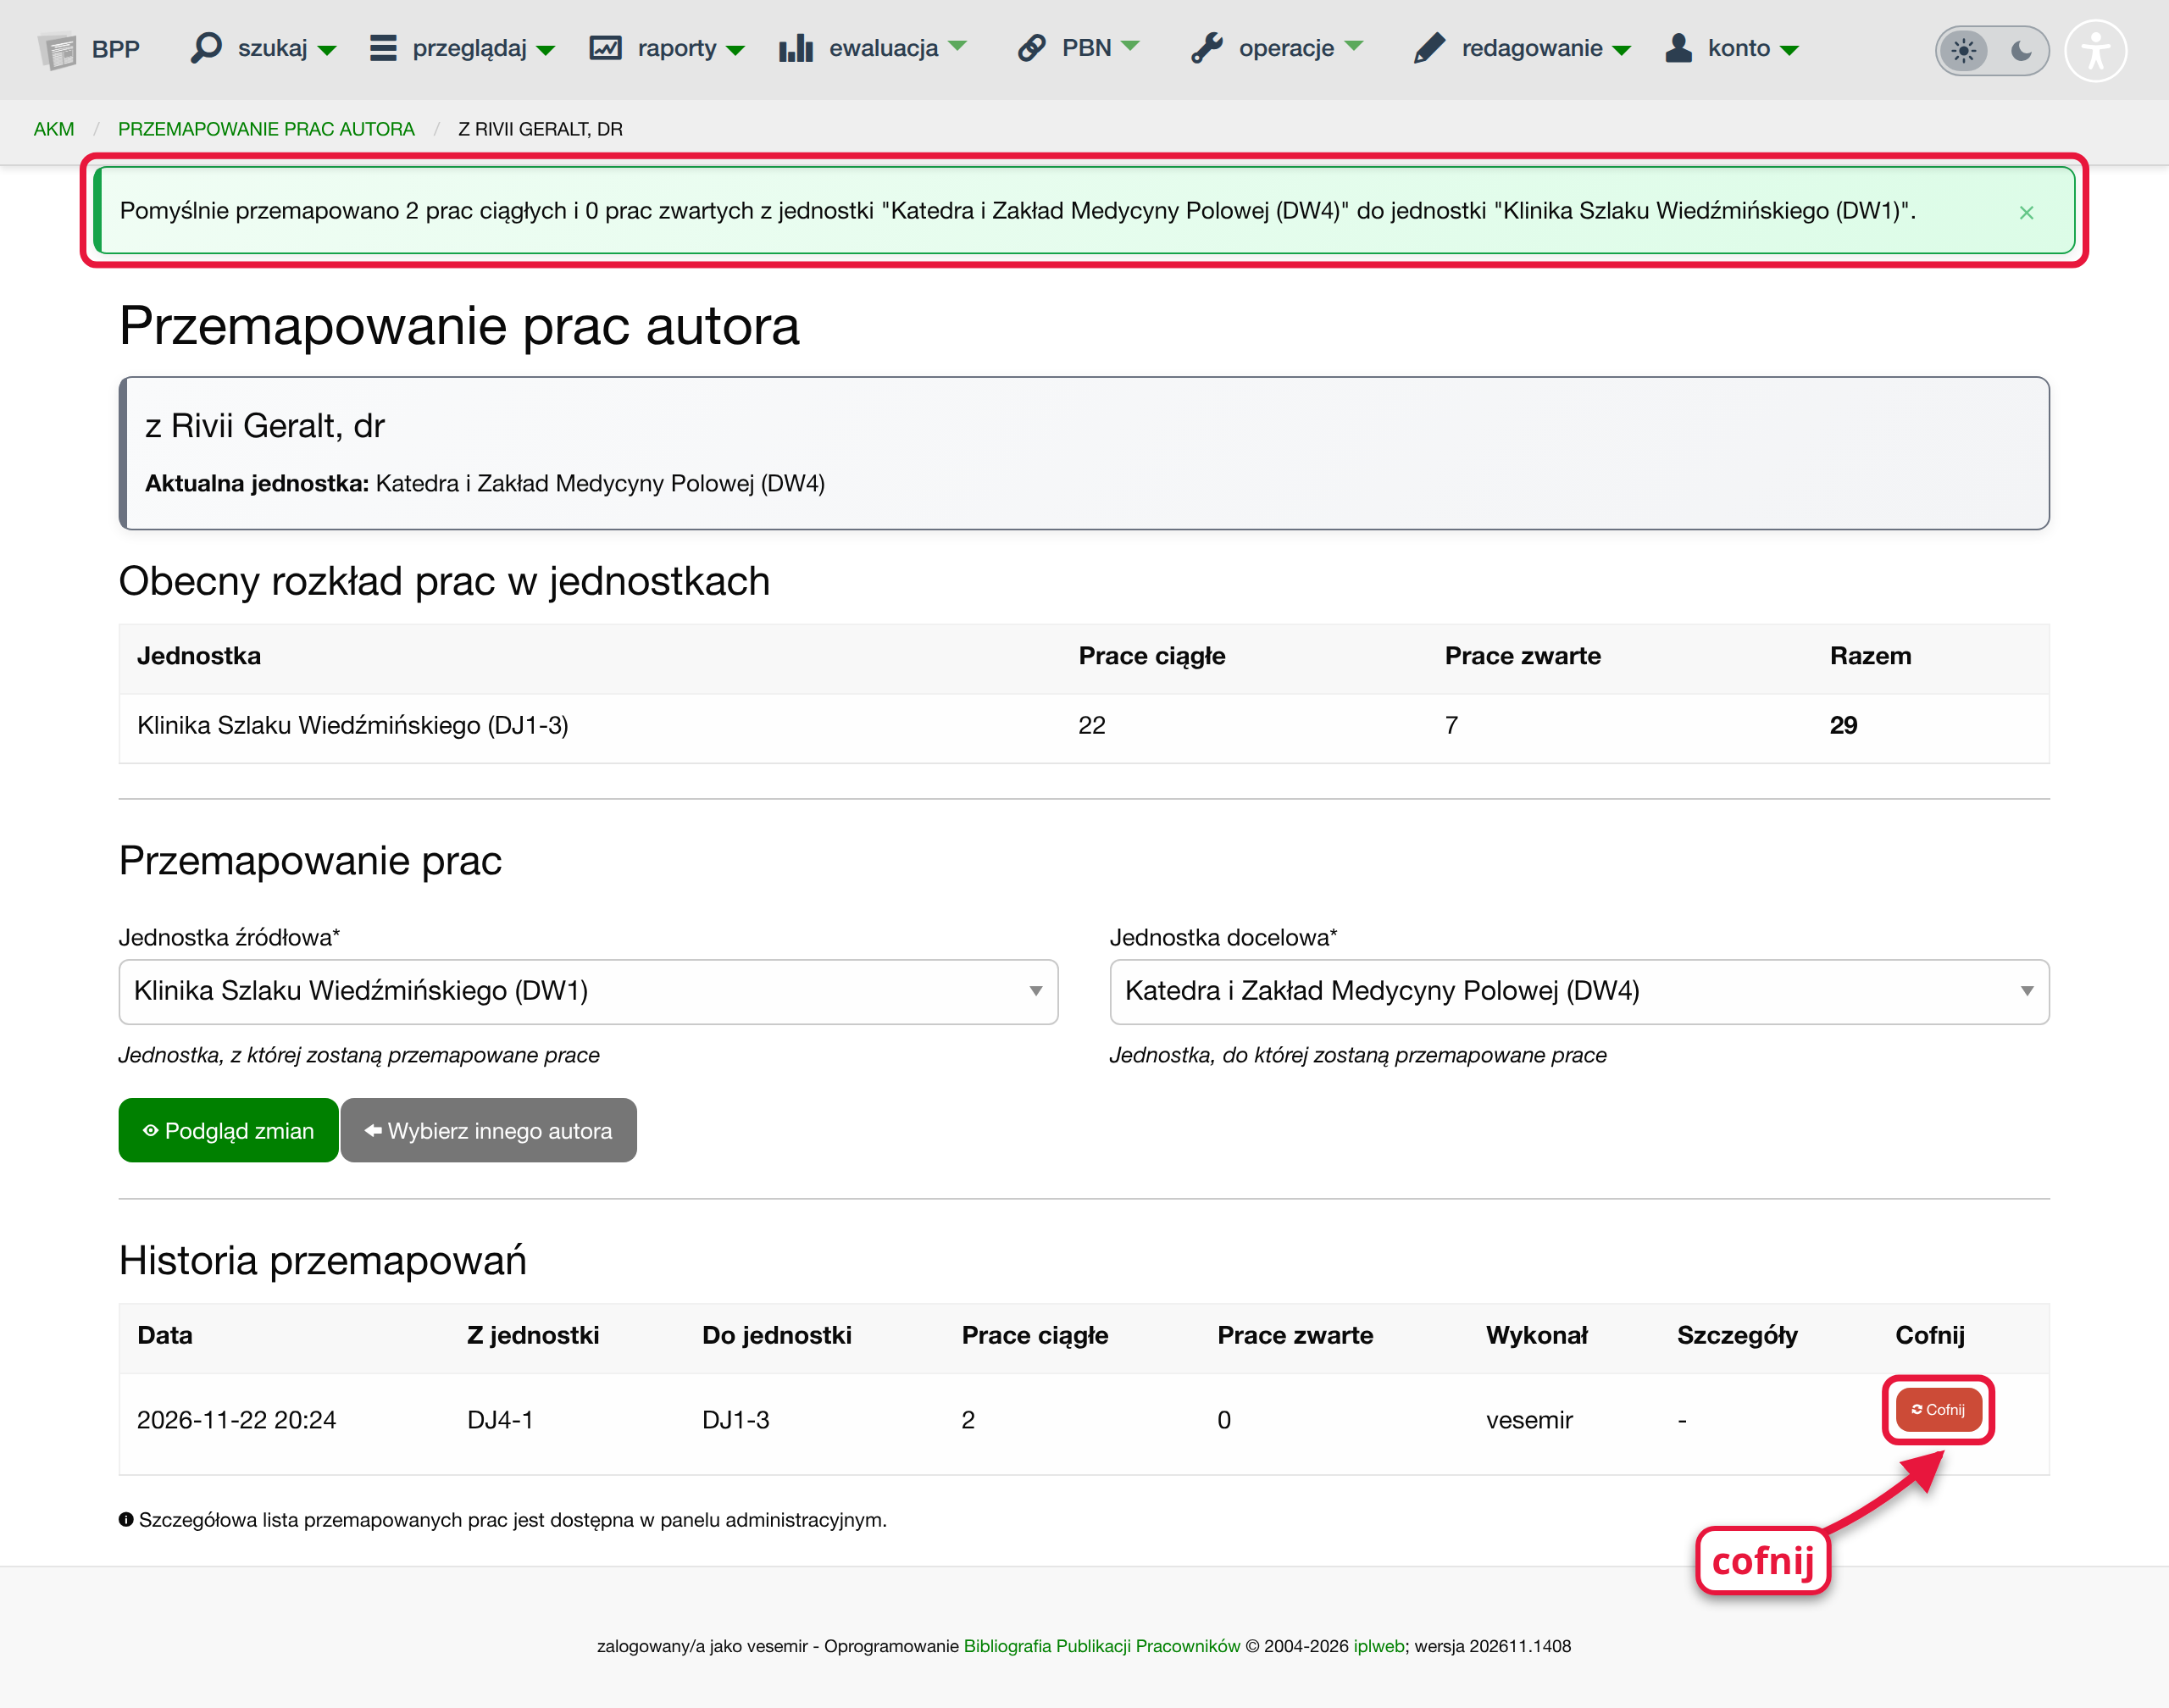 BPP szukaj przeglądaj raporty ewaluacja PBN operacje redagowanie konto
AKM / PRZEMAPOWANIE PRAC AUTORA / Z RIVII GERALT, DR
Pomyślnie przemapowano 2 prac ciągłych i 0 prac zwartych z jednostki "Katedra i Zakład Medycyny Polowej (DW4)" do jednostki "Klinika Szlaku Wiedźmińskiego (DW1)". ×
Przemapowanie prac autora
z Rivii Geralt, dr
Aktualna jednostka: Katedra i Zakład Medycyny Polowej (DW4)
Obecny rozkład prac w jednostkach
Jednostka Prace ciągłe Prace zwarte Razem
Klinika Szlaku Wiedźmińskiego (DJ1-3) 22 7 29
Przemapowanie prac
Jednostka źródłowa* Jednostka docelowa*
Klinika Szlaku Wiedźmińskiego (DW1) Katedra i Zakład Medycyny Polowej (DW4)
Jednostka, z której zostaną przemapowane prace Jednostka, do której zostaną przemapowane prace
Podgląd zmian Wybierz innego autora
Historia przemapowań
Data Z jednostki Do jednostki Prace ciągłe Prace zwarte Wykonał Szczegóły Cofnij
2026-11-22 20:24 DJ4-1 DJ1-3 2 0 vesemir - Cofnij
Szczegółowa lista przemapowanych prac jest dostępna w panelu administracyjnym.
cofnij
zalogowany/a jako vesemir - Oprogramowanie Bibliografia Publikacji Pracowników © 2004-2026 iplweb; wersja 202611.1408